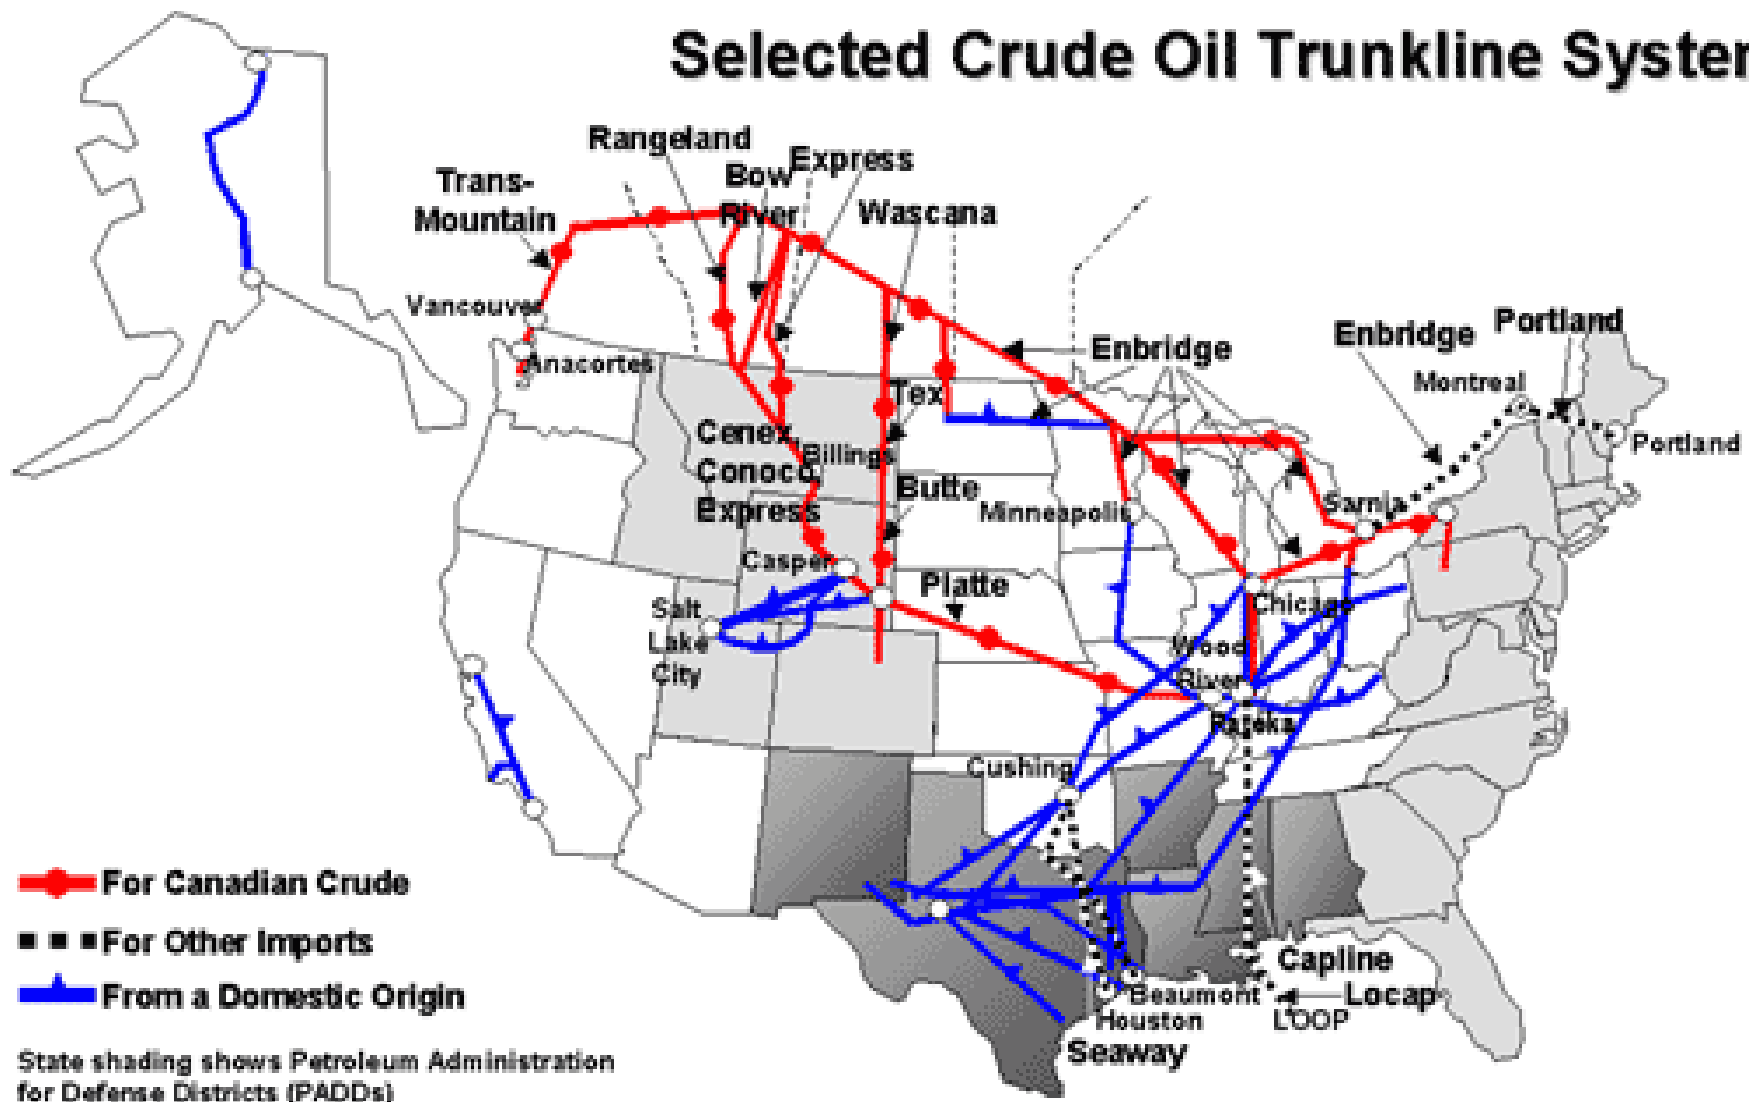 Selected Crude Oil Trunkline System
Rangeland
Express
Bow
River
Trans-
Mountain
Wascana
Vancouver
Anacortes
Enbridge
Enbridge
Portland
Montreal
Portland
Tex
Cenex,
Conoco,
Express
Billings
Butte
Minneapolis
Sarnia
Casper
Platte
Salt
Lake
City
Chicago
Wood
River
Patoka
Cushing
For Canadian Crude
For Other Imports
From a Domestic Origin
Capline
Locap
LOOP
Beaumont
Houston
Seaway
State shading shows Petroleum Administration
for Defense Districts (PADDs)